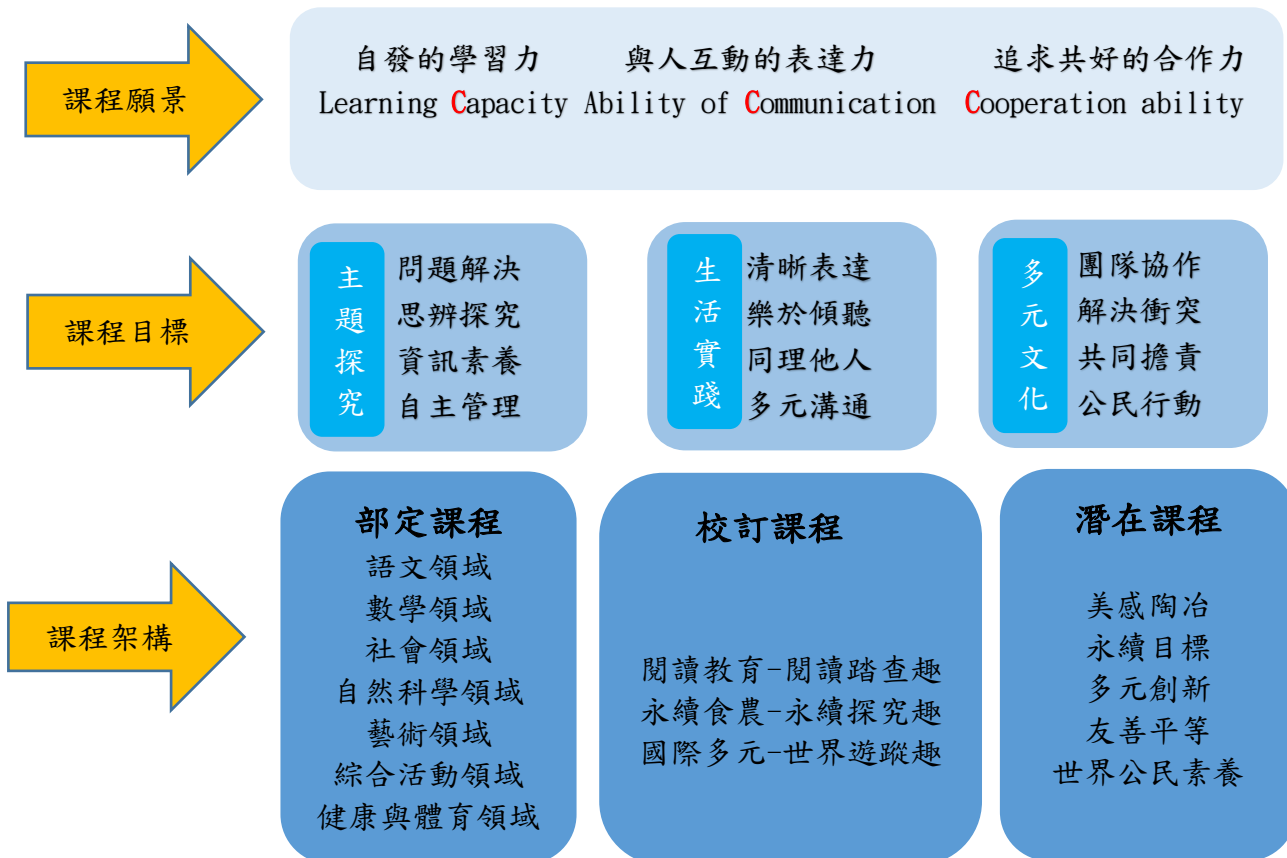 課程願景
自發的學習力 與人互動的表達力 追求共好的合作力
Learning Capacity Ability of Communication Cooperation ability
課程目標
主題探究
問題解決
思辨探究
資訊素養
自主管理
生活實踐
清晰表達
樂於傾聽
同理他人
多元溝通
多元文化
團隊協作
解決衝突
共同擔責
公民行動
課程架構
部定課程
語文領域
數學領域
社會領域
自然科學領域
藝術領域
綜合活動領域
健康與體育領域
校訂課程
閱讀教育-閱讀踏查趣
永續食農-永續探究趣
國際多元-世界遊蹤趣
潛在課程
美感陶冶
永續目標
多元創新
友善平等
世界公民素養